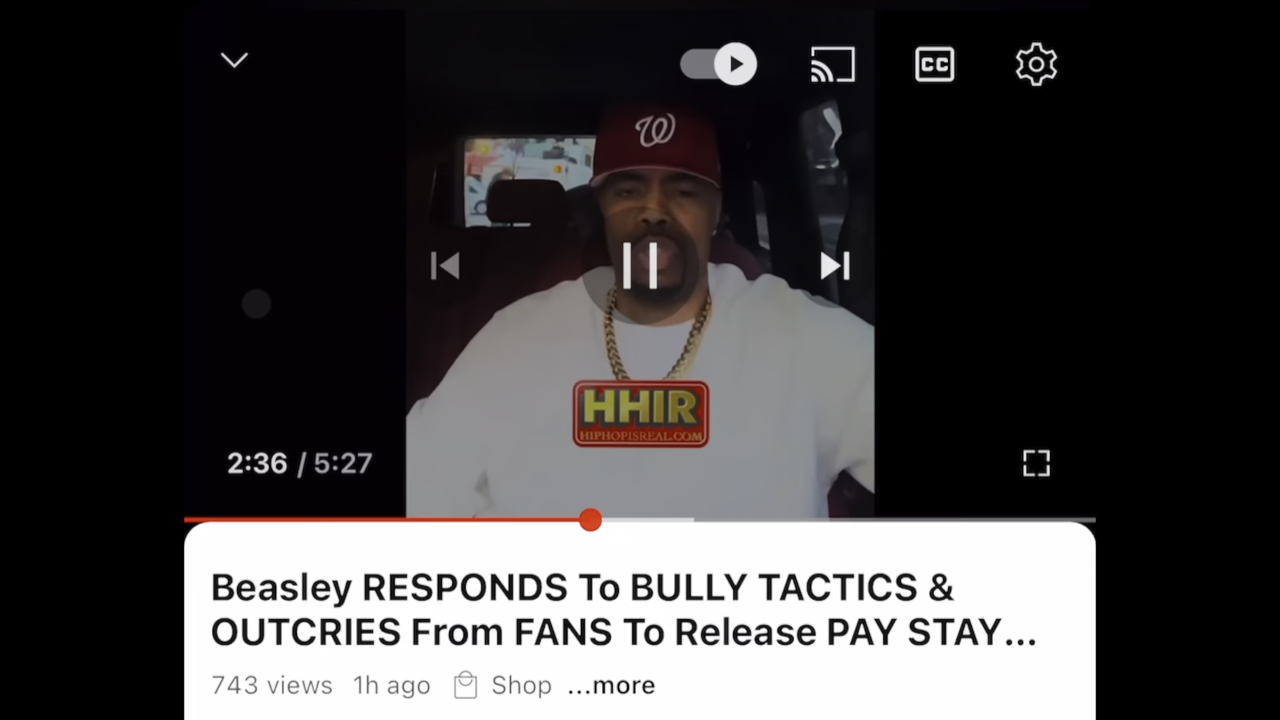 CC
W
HHIR
HIPHOPISREAL.COM
2:36 / 5:27
Beasley RESPONDS To BULLY TACTICS &
OUTCRIES From FANS To Release PAY STAY...
743 views 1h ago Shop ...more